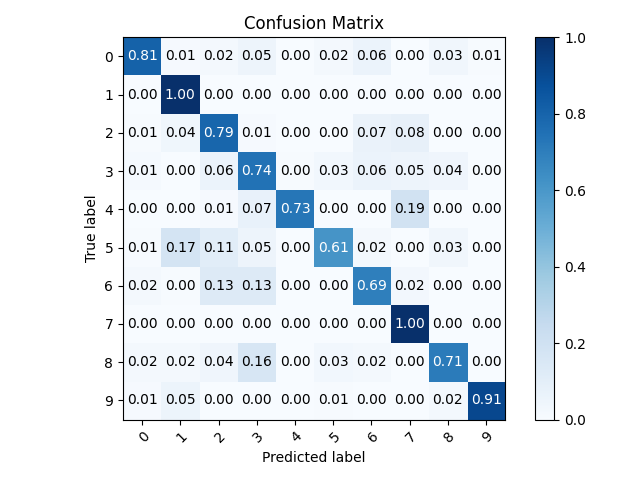 Confusion Matrix
True label
0 0.81 0.01 0.02 0.05 0.00 0.02 0.06 0.00 0.03 0.01
1 0.00 1.00 0.00 0.00 0.00 0.00 0.00 0.00 0.00 0.00
2 0.01 0.04 0.79 0.01 0.00 0.00 0.07 0.08 0.00 0.00
3 0.01 0.00 0.06 0.74 0.00 0.03 0.06 0.05 0.04 0.00
4 0.00 0.00 0.01 0.07 0.73 0.00 0.00 0.19 0.00 0.00
5 0.01 0.17 0.11 0.05 0.00 0.61 0.02 0.00 0.03 0.00
6 0.02 0.00 0.13 0.13 0.00 0.00 0.69 0.02 0.00 0.00
7 0.00 0.00 0.00 0.00 0.00 0.00 0.00 1.00 0.00 0.00
8 0.02 0.02 0.04 0.16 0.00 0.03 0.02 0.00 0.71 0.00
9 0.01 0.05 0.00 0.00 0.00 0.01 0.00 0.00 0.02 0.91
0 1 2 3 4 5 6 7 8 9
Predicted label
1.0
0.8
0.6
0.4
0.2
0.0